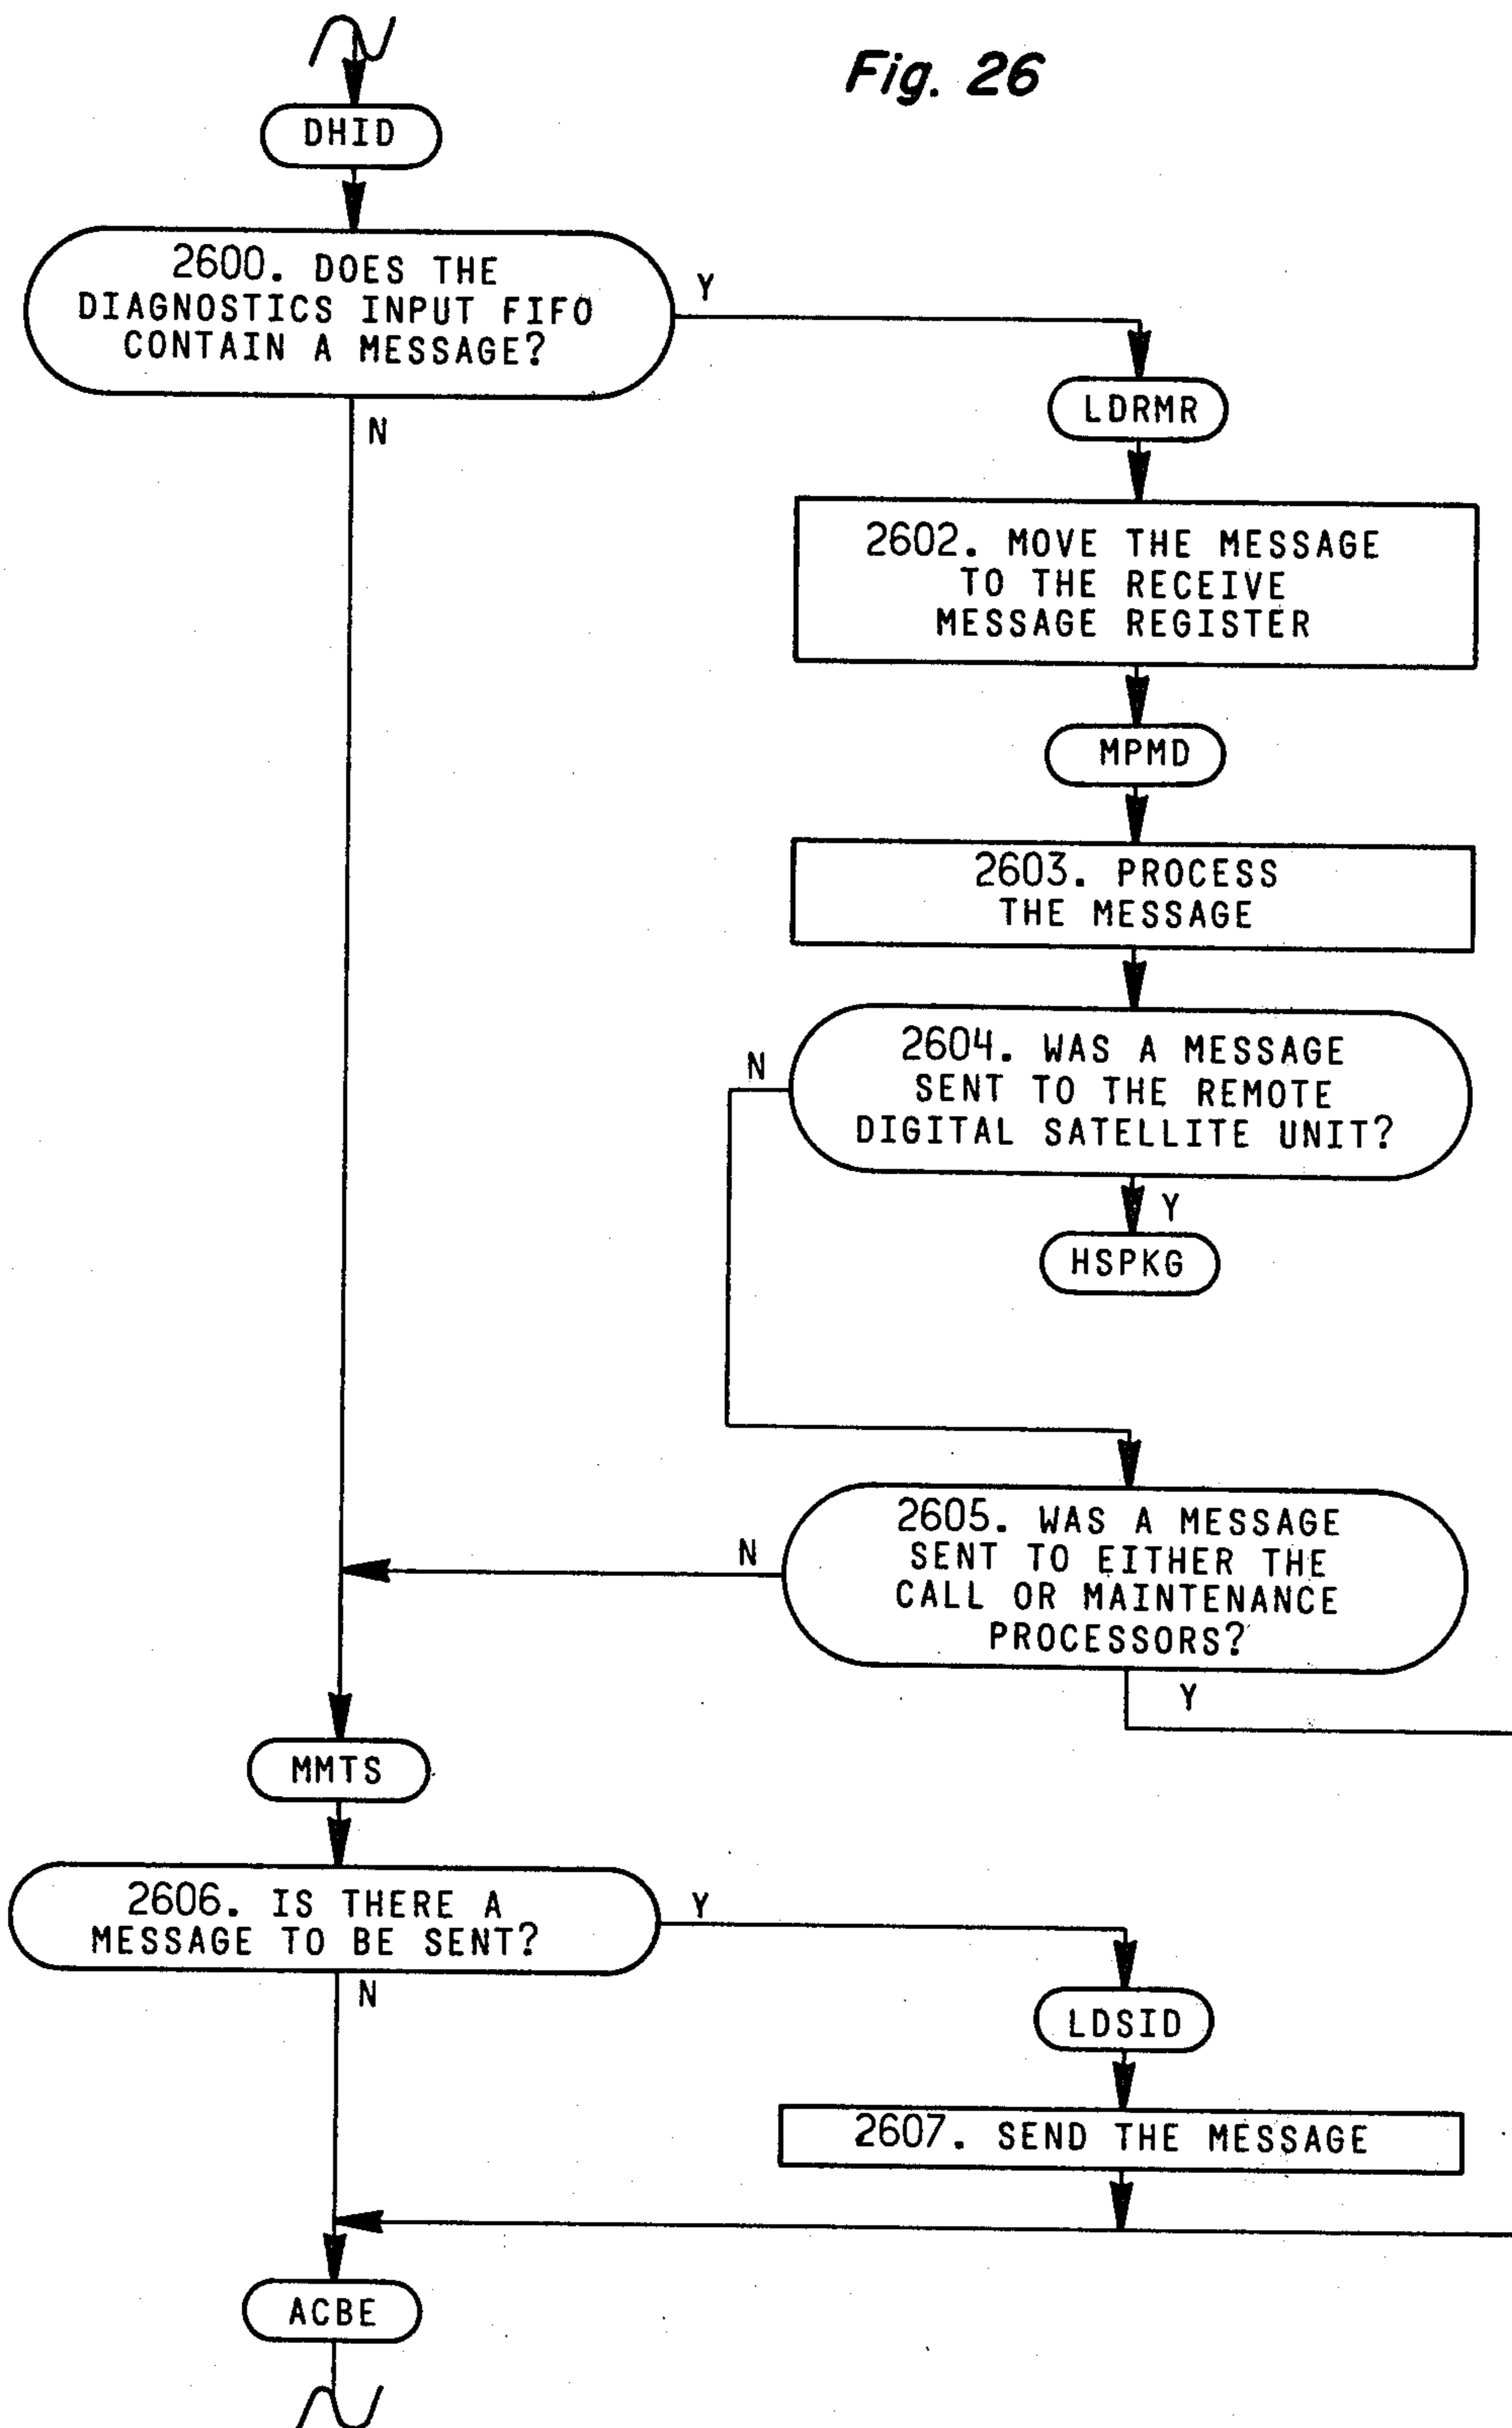 Fig. 26
DHID
2600. DOES THE
DIAGNOSTICS INPUT FIFO
CONTAIN A MESSAGE?
Y
N
LDRMR
2602. MOVE THE MESSAGE
TO THE RECEIVE
MESSAGE REGISTER
MPMD
2603. PROCESS
THE MESSAGE
2604. WAS A MESSAGE
SENT TO THE REMOTE
DIGITAL SATELLITE UNIT?
N
Y
HSPKG
2605. WAS A MESSAGE
SENT TO EITHER THE
CALL OR MAINTENANCE
PROCESSORS?
N
Y
MMTS
2606. IS THERE A
MESSAGE TO BE SENT?
Y
N
LDSID
2607. SEND THE MESSAGE
ACBE